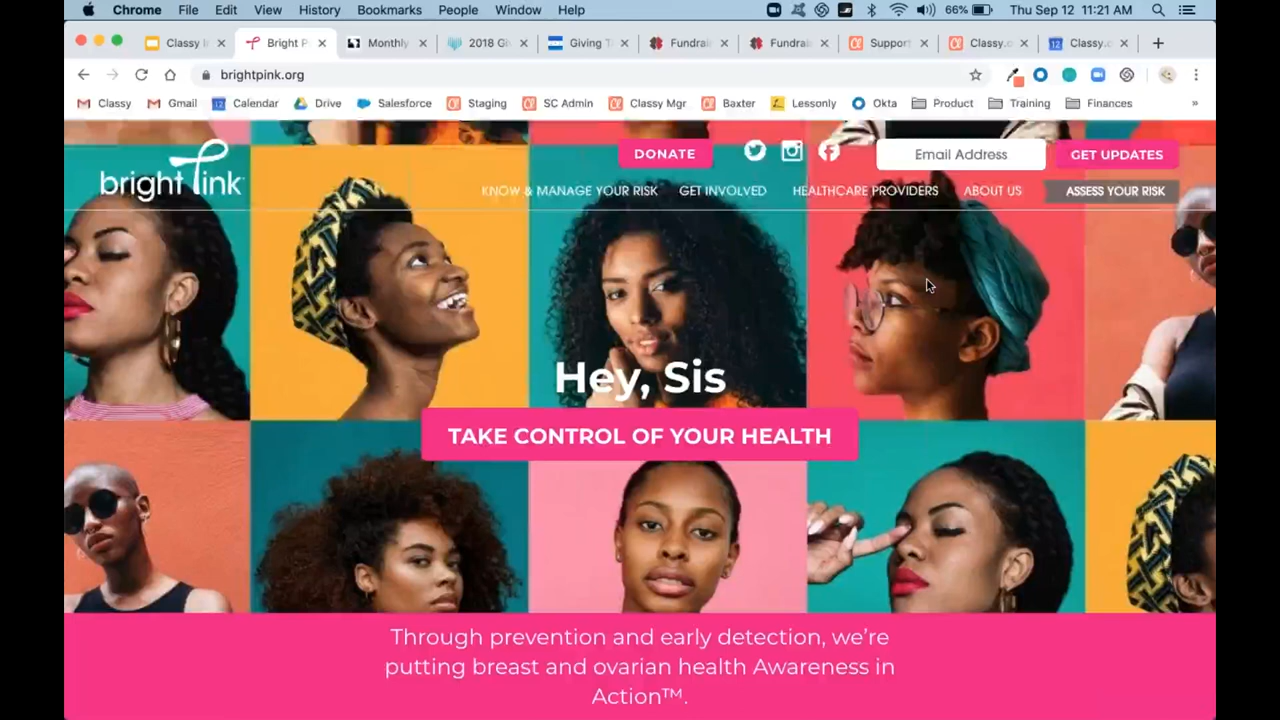 Chrome File Edit View History Bookmarks People Window Help 66% Thu Sep 12 11:21 AM
Classy I Bright P Monthly 2018 Gi Giving T Fundrai Fundrai Support Classy.o Classy.c
brightpink.org
Classy Gmail Calendar Drive Salesforce Staging SC Admin Classy Mgr Baxter Lessonly Okta Product Training Finances »
bright pink
DONATE
Email Address
GET UPDATES
KNOW & MANAGE YOUR RISK GET INVOLVED HEALTHCARE PROVIDERS ABOUT US ASSESS YOUR RISK
Hey, Sis
TAKE CONTROL OF YOUR HEALTH
Through prevention and early detection, we're
putting breast and ovarian health Awareness in
Action™.